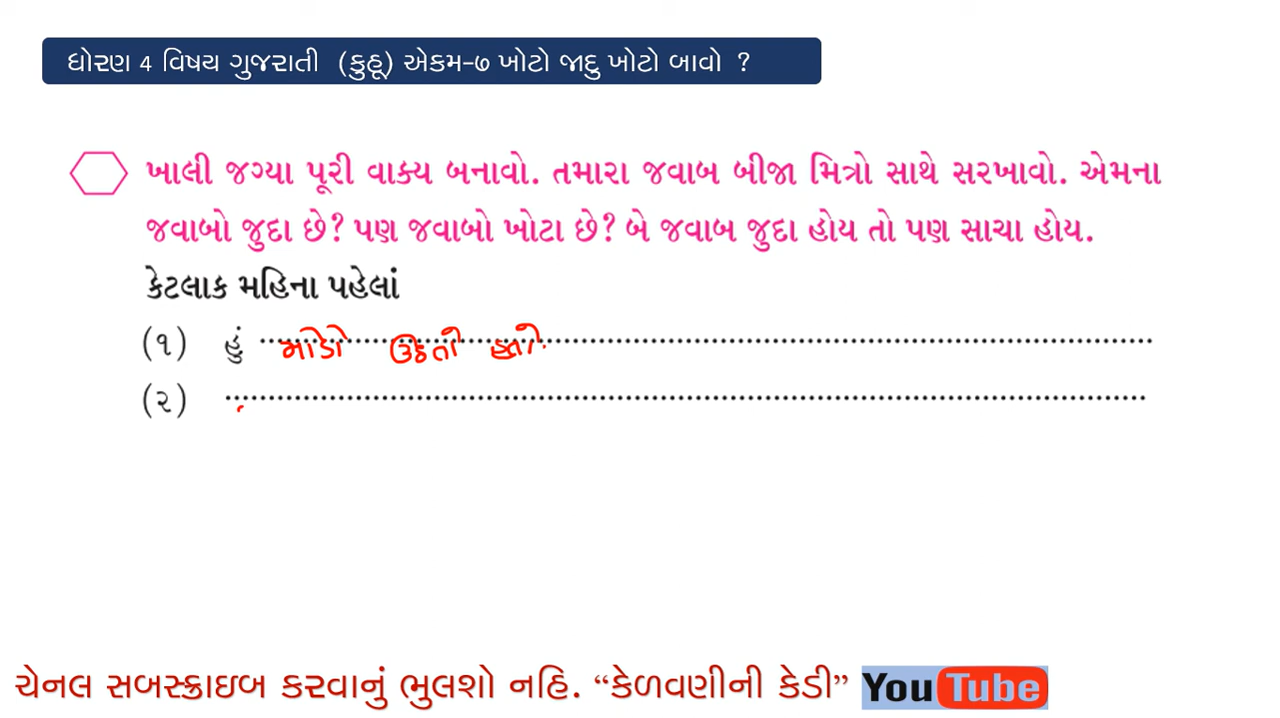 ધોરણ 4 વિષય ગુજરાતી (કુહૂ) એકમ-૭ ખોટો જાદુ ખોટો બાવો ?
ખાલી જગ્યા પૂરી વાક્ય બનાવો. તમારા જવાબ બીજા મિત્રો સાથે સરખાવો. એમના
જવાબો જુદા છે? પણ જવાબો ખોટા છે? બે જવાબ જુદા હોય તો પણ સાચા હોય.
કેટલાક મહિના પહેલાં
(૧) હું ............ મોડો ઊઠતો હતો ............
(૨) ............
ચેનલ સબસ્ક્રાઇબ કરવાનું ભુલશો નહિ. “કેળવણીની કેડી” YouTube